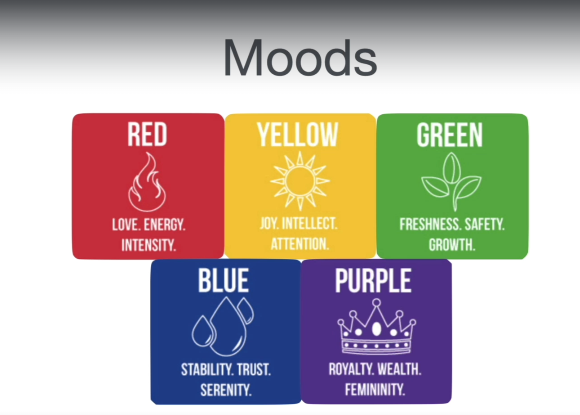 Moods
RED
LOVE. ENERGY.
INTENSITY.
YELLOW
JOY. INTELLECT.
ATTENTION.
GREEN
FRESHNESS. SAFETY.
GROWTH.
BLUE
STABILITY. TRUST.
SERENITY.
PURPLE
ROYALTY. WEALTH.
FEMININITY.